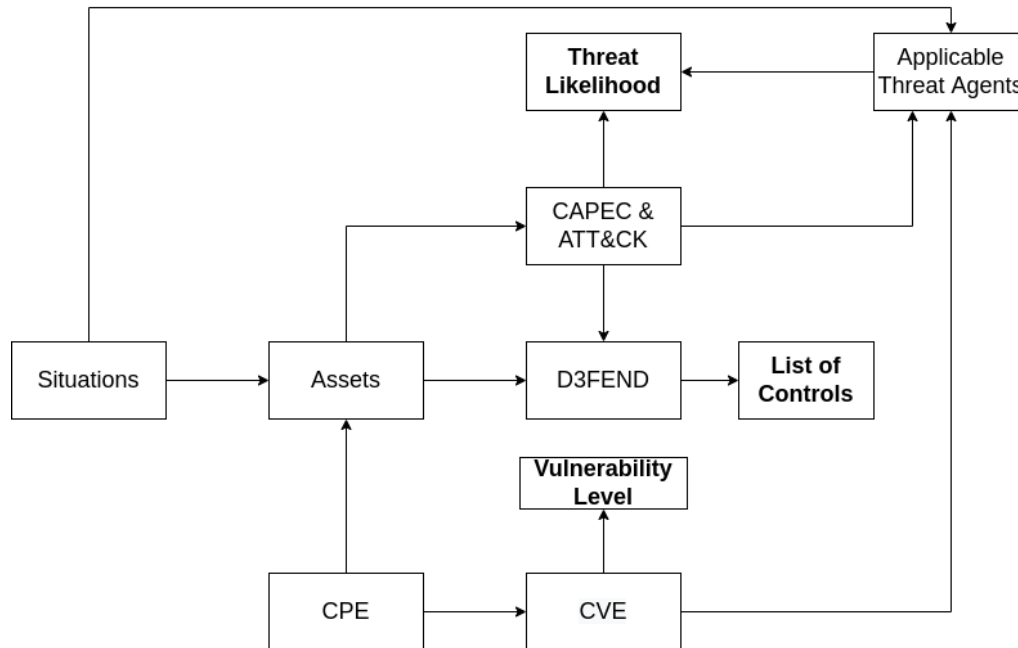 Threat
Likelihood
Applicable
Threat Agents
CAPEC &
ATT&CK
Situations
Assets
D3FEND
List of
Controls
Vulnerability
Level
CPE
CVE